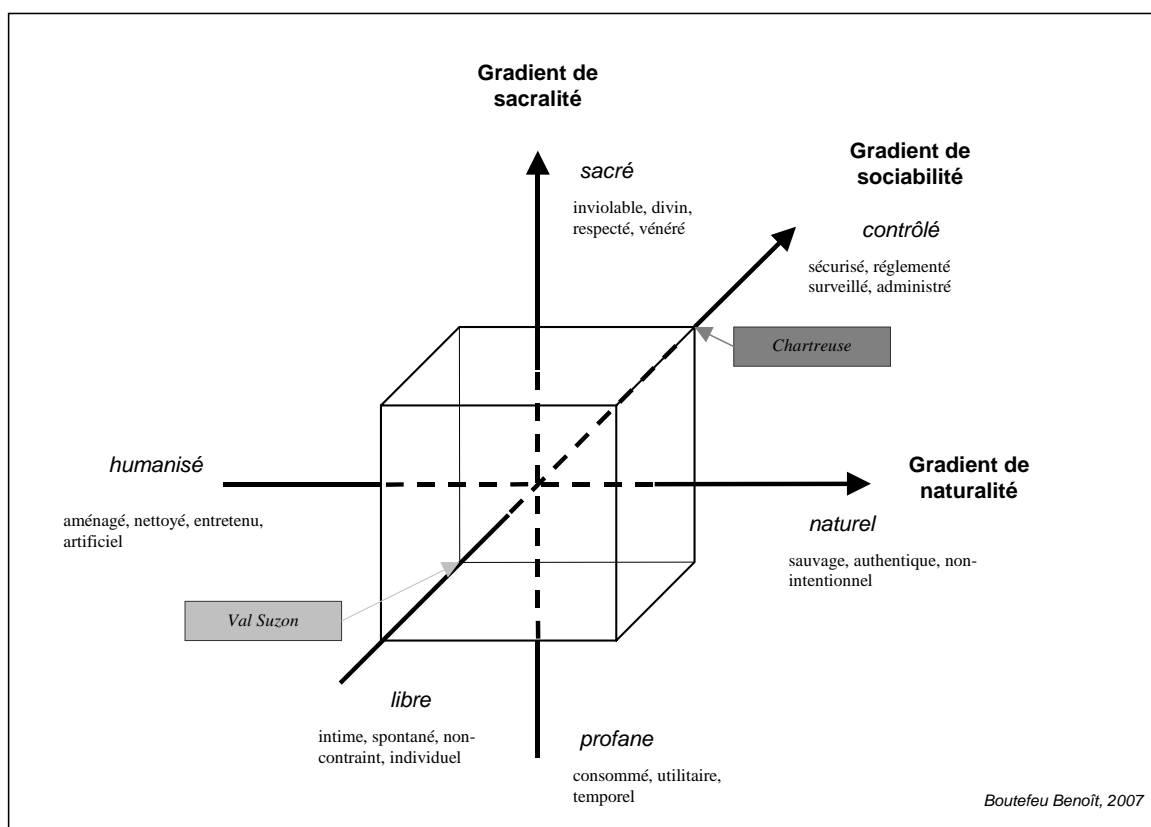 Gradient de
sacralité
sacré
inviolable, divin,
respecté, vénéré
Gradient de
sociabilité
contrôlé
sécurisé, réglementé
surveillé, administré
Chartreuse
humanisé
aménagé, nettoyé, entretenu,
artificiel
Gradient de
naturalité
naturel
sauvage, authentique, non-
intentionnel
Val Suzon
libre
intime, spontané, non-
contraint, individuel
profane
consommé, utilitaire,
temporel
Boutefeu Benoît, 2007